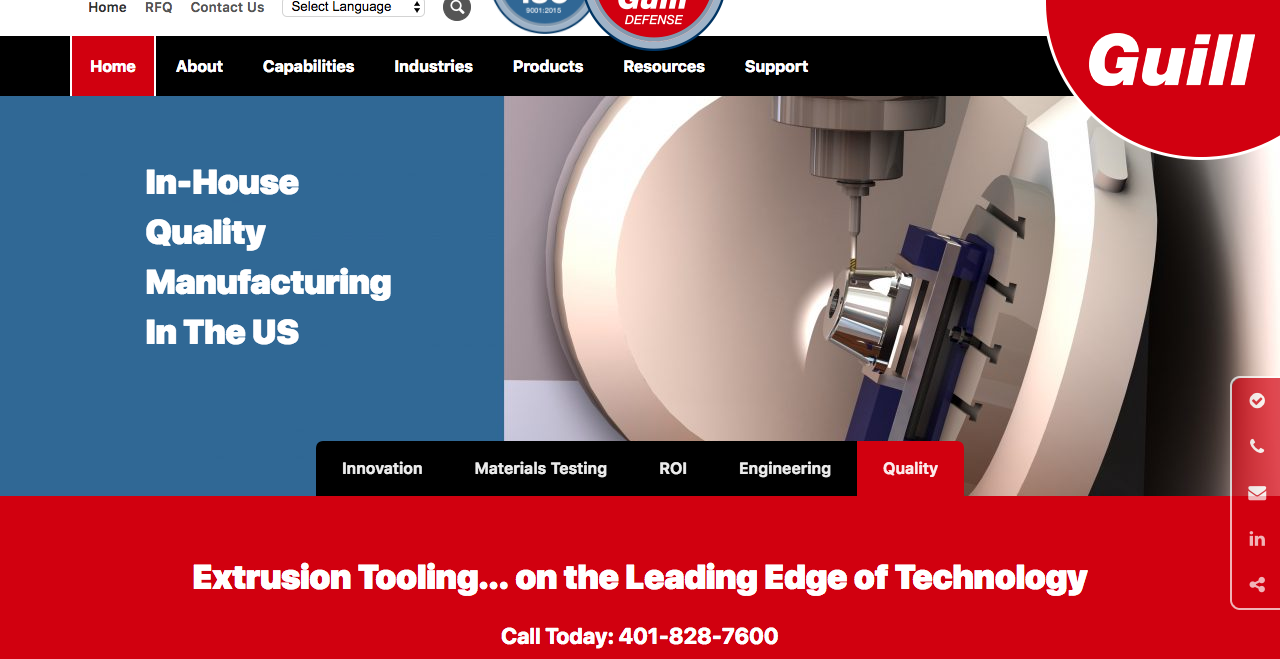 Home RFQ Contact Us Select Language
9001:2015
Guill
DEFENSE
Home About Capabilities Industries Products Resources Support
Guill
In-House
Quality
Manufacturing
In The US
Innovation Materials Testing ROI Engineering Quality
in
Extrusion Tooling... on the Leading Edge of Technology
Call Today: 401-828-7600